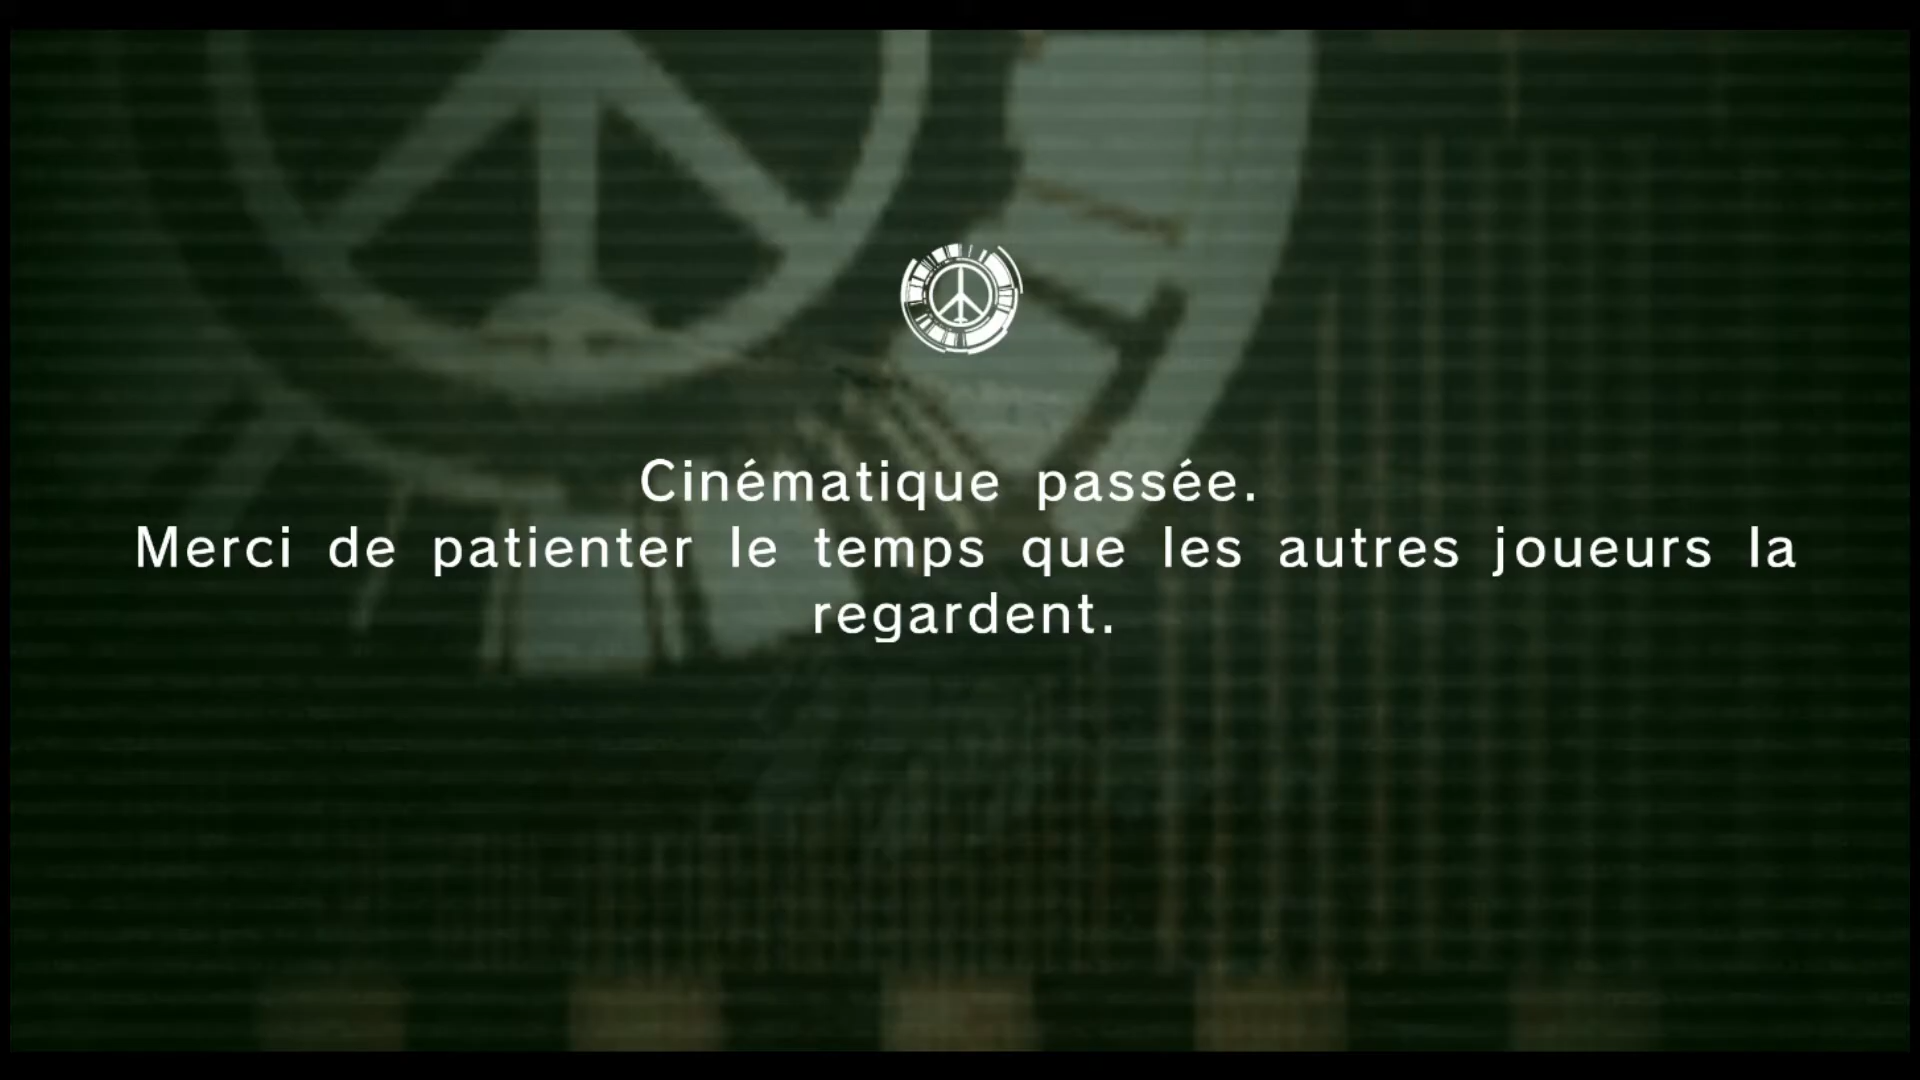 Cinématique passée.
Merci de patienter le temps que les autres joueurs la
regardent.